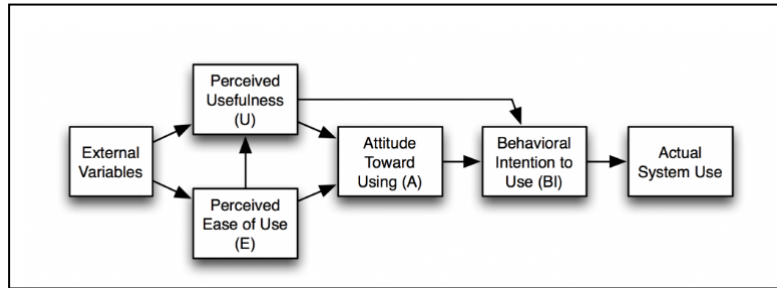 Perceived
Usefulness
(U)
External
Variables
Perceived
Ease of Use
(E)
Attitude
Toward
Using (A)
Behavioral
Intention to
Use (BI)
Actual
System Use